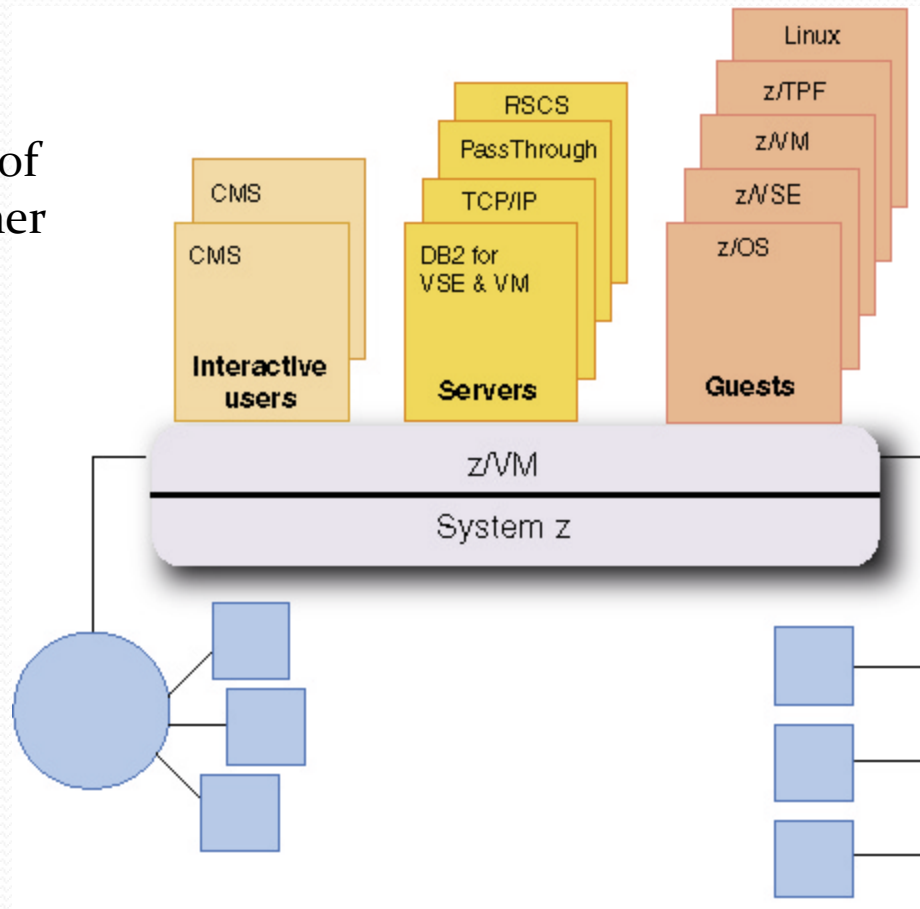 of
ner
CMS
CMS
Interactive
users
RSCS
PassThrough
TCP/IP
DB2 for
VSE & VM
Servers
Linux
z/TPF
z/VM
z/VSE
z/OS
Guests
z/VM
System z